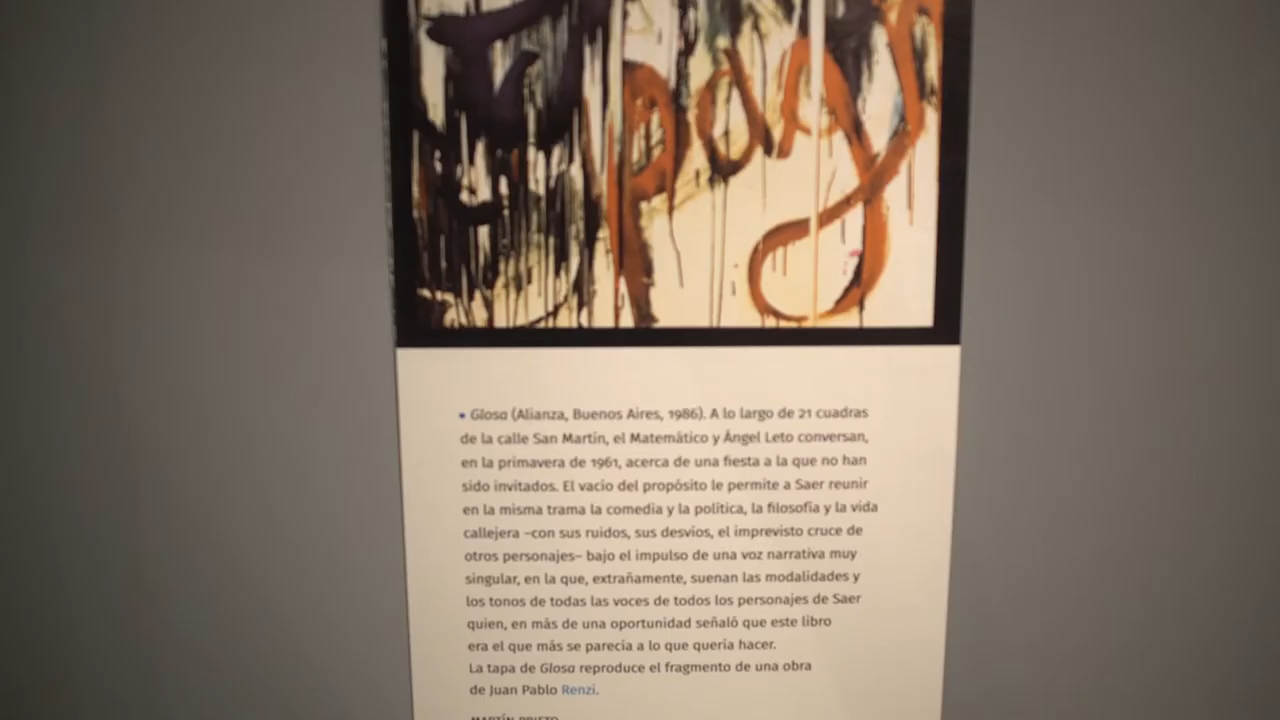 pag
• Glosa (Alianza, Buenos Aires, 1986). A lo largo de 21 cuadras
de la calle San Martín, el Matemático y Ángel Leto conversan,
en la primavera de 1961, acerca de una fiesta a la que no han
sido invitados. El vacío del propósito le permite a Saer reunir
en la misma trama la comedia y la política, la filosofía y la vida
callejera –con sus ruidos, sus desvíos, el imprevisto cruce de
otros personajes– bajo el impulso de una voz narrativa muy
singular, en la que, extrañamente, suenan las modalidades y
los tonos de todas las voces de todos los personajes de Saer
quien, en más de una oportunidad señaló que este libro
era el que más se parecía a lo que quería hacer.
La tapa de Glosa reproduce el fragmento de una obra
de Juan Pablo Renzi.
MARTÍN PRIETO